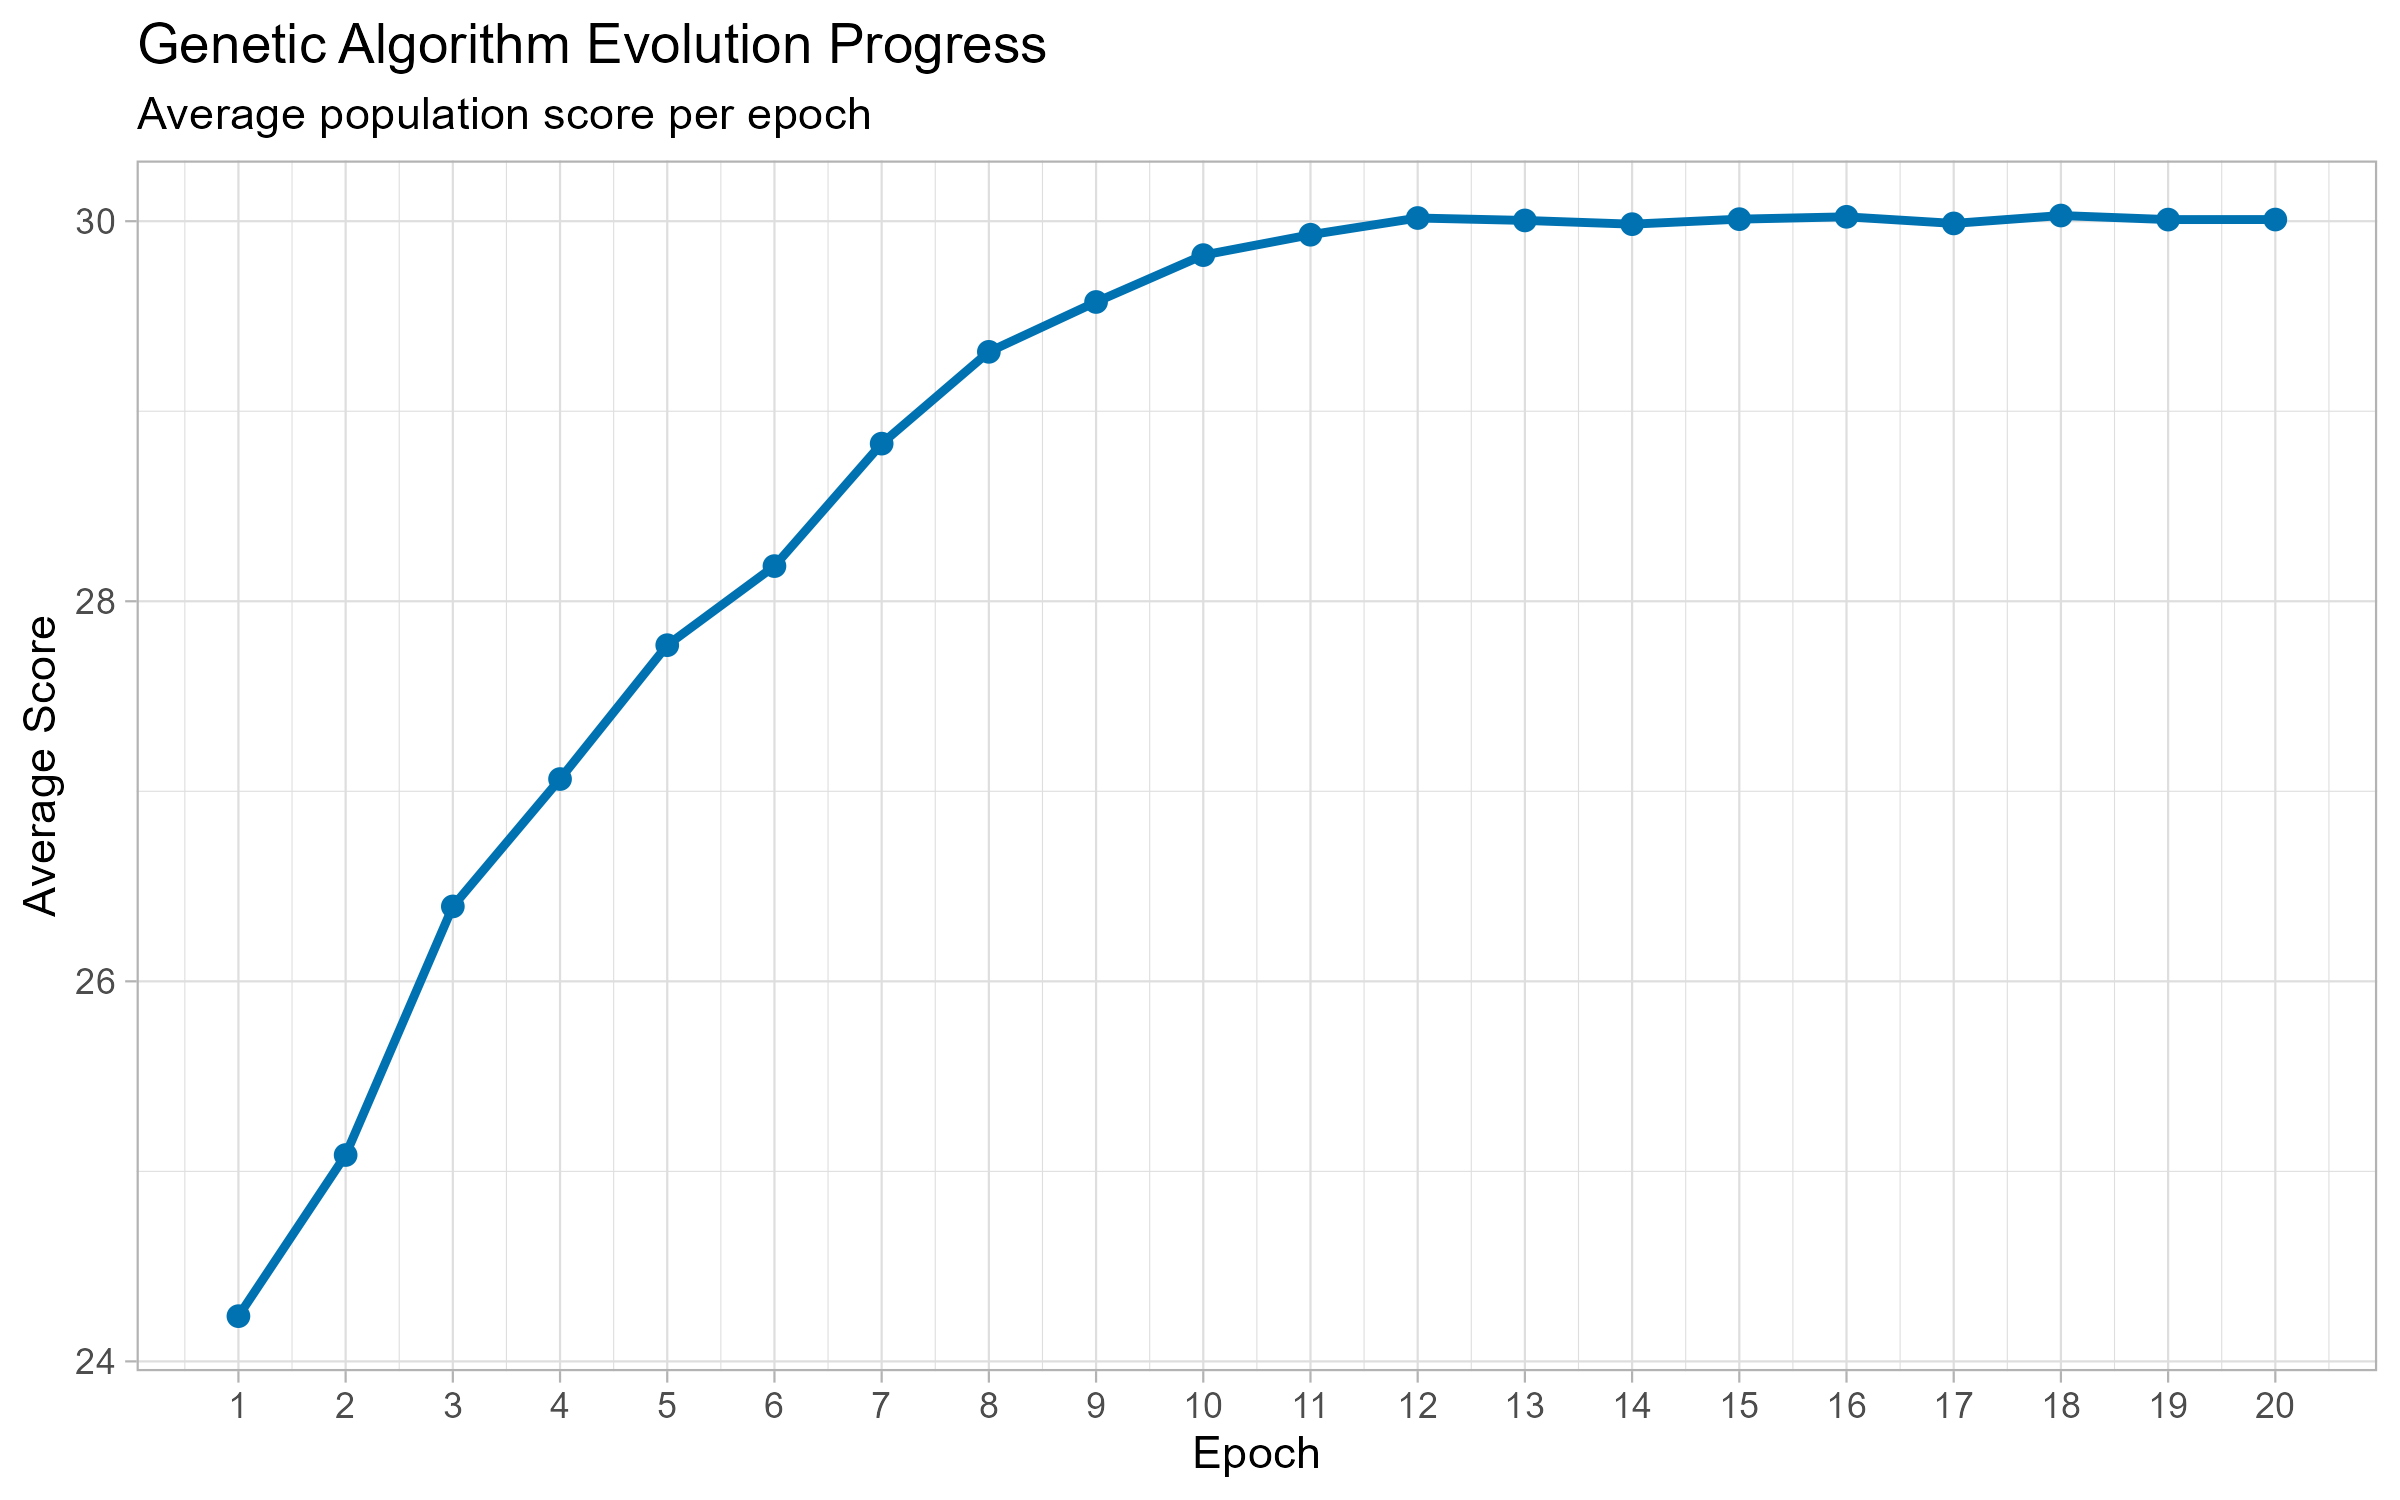 Genetic Algorithm Evolution Progress
Average population score per epoch
Average Score
30
28
26
24
1 2 3 4 5 6 7 8 9 10 11 12 13 14 15 16 17 18 19 20
Epoch